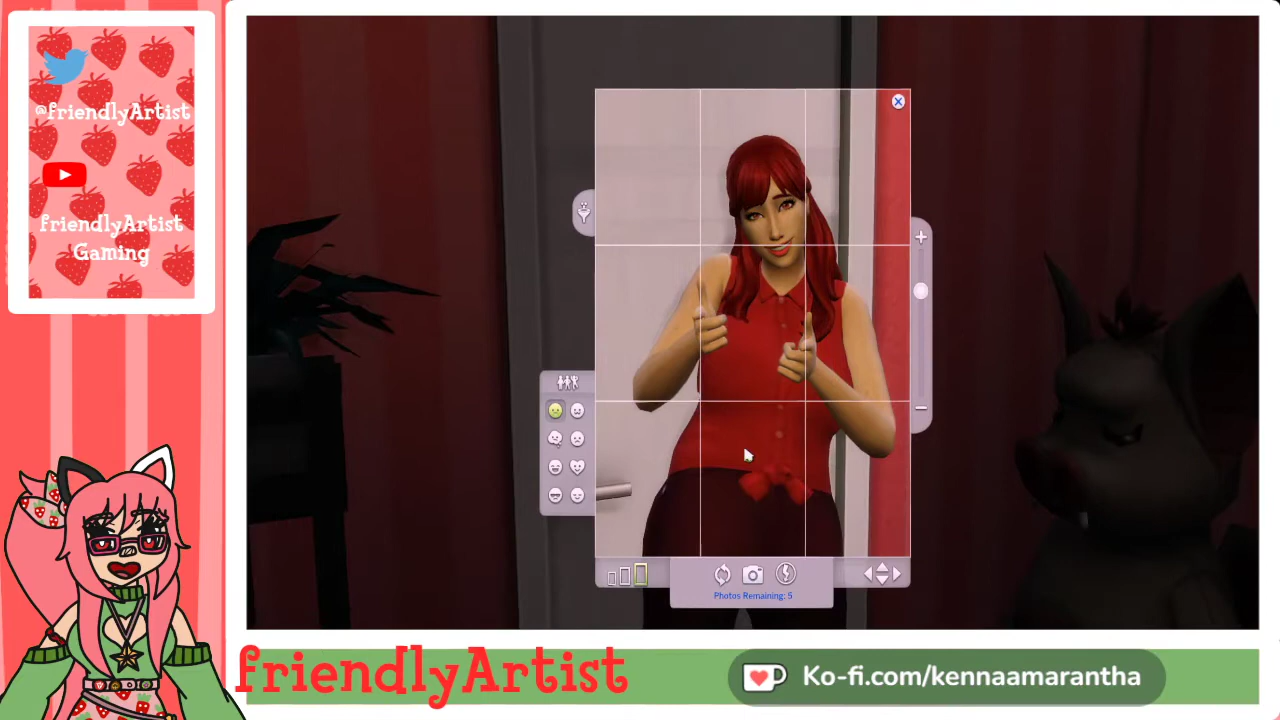 @friendlyArtist
friendlyArtist
Gaming
Photos Remaining: 5
friendlyArtist
Ko-fi.com/kennaamarantha